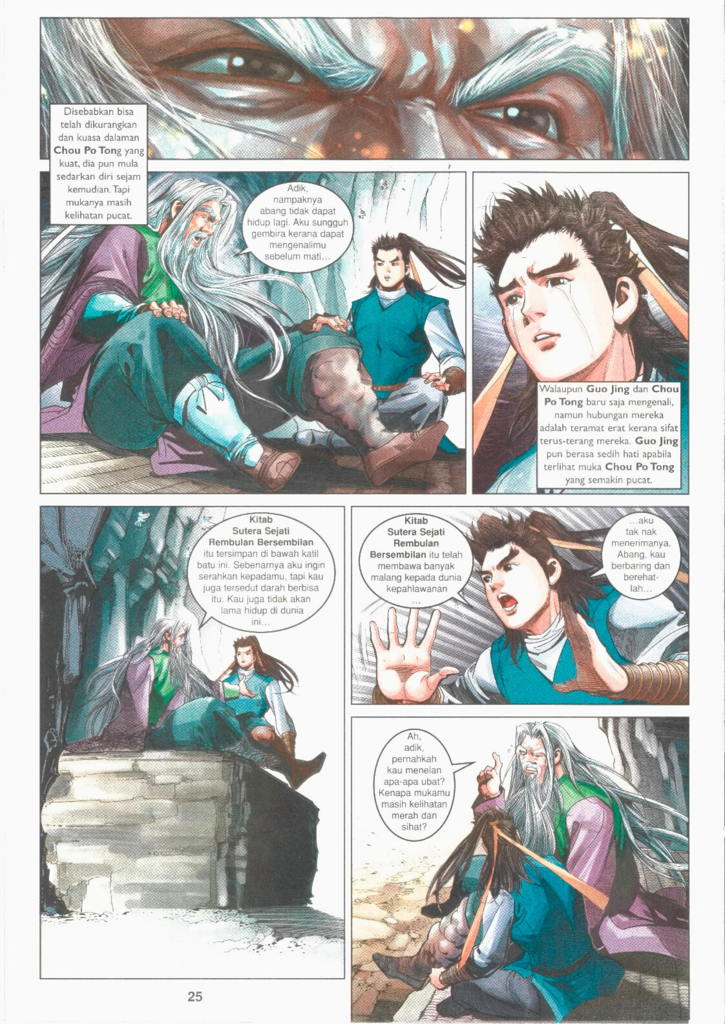 Disebabkan bisa
telah dikurangkan
dan kuasa dalaman
Chou Po Tong yang
kuat, dia pun mula
sedarkan diri sejam
kemudian. Tapi
mukanya masih
kelihatan pucat.
Adik,
nampaknya
abang tidak dapat
hidup lagi. Aku sungguh
gembira kerana dapat
mengenalimu
sebelum mati...
Walaupun Guo Jing dan Chou
Po Tong baru saja mengenali,
namun hubungan mereka
adalah teramat erat kerana sifat
terus-terang mereka. Guo Jing
pun berasa sedih hati apabila
terlihat muka Chou Po Tong
yang semakin pucat.
Kitab
Sutera Sejati
Rembulan Bersembilan
itu tersimpan di bawah katil
batu ini. Sebenarnya aku ingin
serahkan kepadamu, tapi kau
juga tersedut darah berbisa
itu. Kau juga tidak akan
lama hidup di dunia
ini...
Kitab
Sutera Sejati
Rembulan
Bersembilan itu telah
membawa banyak
malang kepada dunia
kepahlawanan
...
...aku
tak nak
menerimanya.
Abang, kau
berbaring dan
berehat-
lah...
Ah,
adik,
pernahkah
kau menelan
apa-apa ubat?
Kenapa mukamu
masih kelihatan
merah dan
sihat?
25